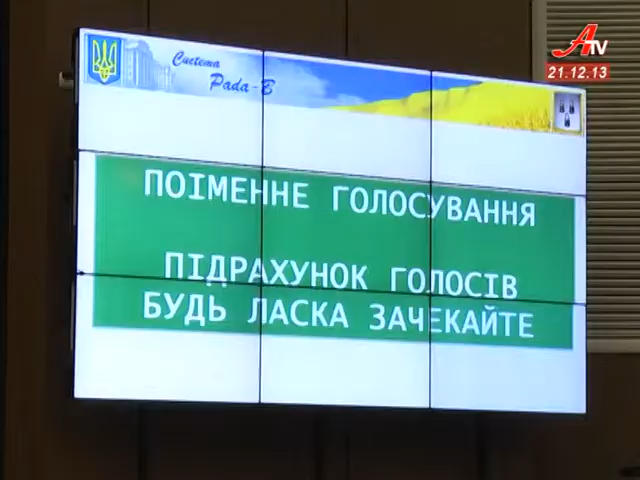 Система
Рада-В
ATV
21.12.13
ПОІМЕННЕ ГОЛОСУВАННЯ
ПІДРАХУНОК ГОЛОСІВ
БУДЬ ЛАСКА ЗАЧЕКАЙТЕ